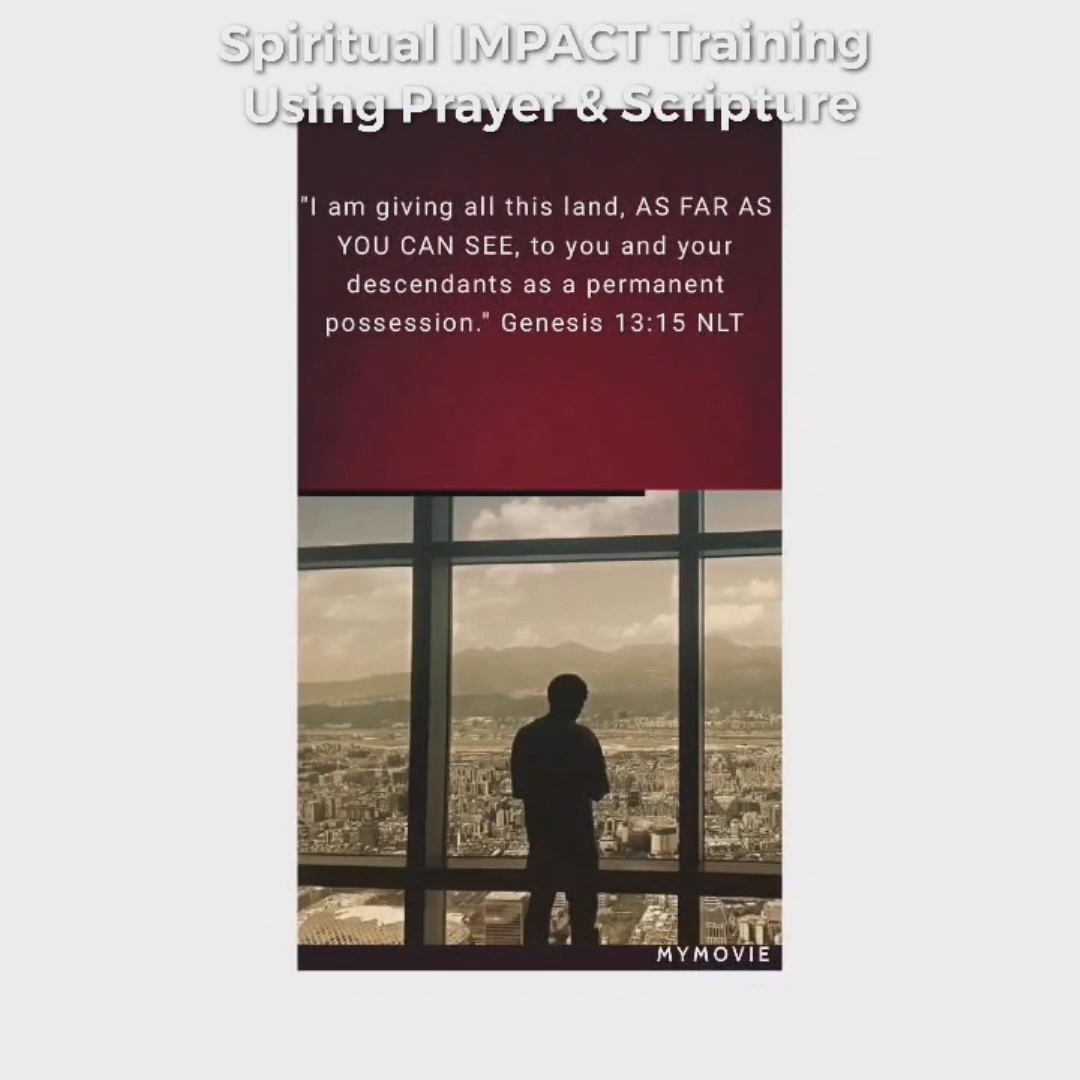 Spiritual IMPACT Training
Using Prayer & Scripture
"I am giving all this land, AS FAR AS
YOU CAN SEE, to you and your
descendants as a permanent
possession." Genesis 13:15 NLT
MYMOVIE